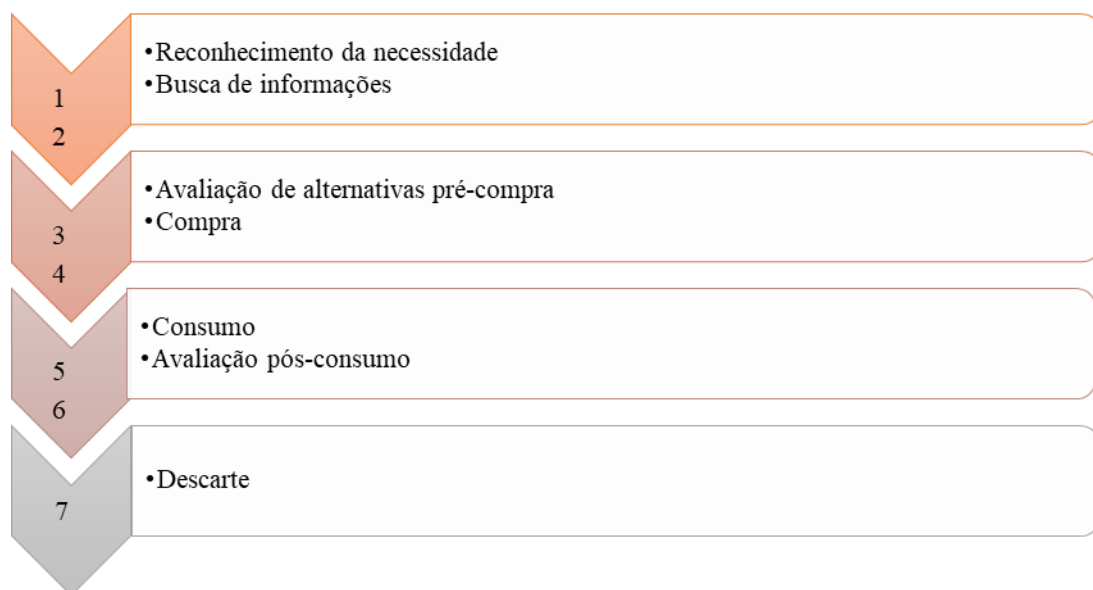 1
2
•Reconhecimento da necessidade
•Busca de informações
3
4
•Avaliação de alternativas pré-compra
•Compra
5
6
•Consumo
•Avaliação pós-consumo
7
•Descarte